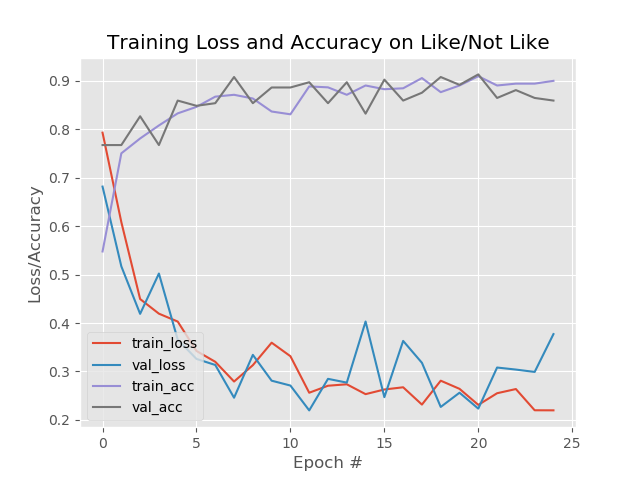 Training Loss and Accuracy on Like/Not Like
Loss/Accuracy
0.9
0.8
0.7
0.6
0.5
0.4
0.3
0.2
train_loss
val_loss
train_acc
val_acc
0 5 10 15 20 25
Epoch #